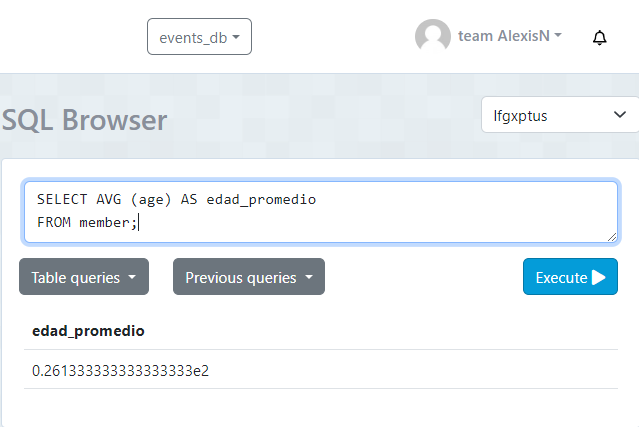 events_db
team AlexisN
SQL Browser
lfgxptus
SELECT AVG (age) AS edad_promedio
FROM member;
Table queries
Previous queries
Execute
edad_promedio
0.261333333333333333e2